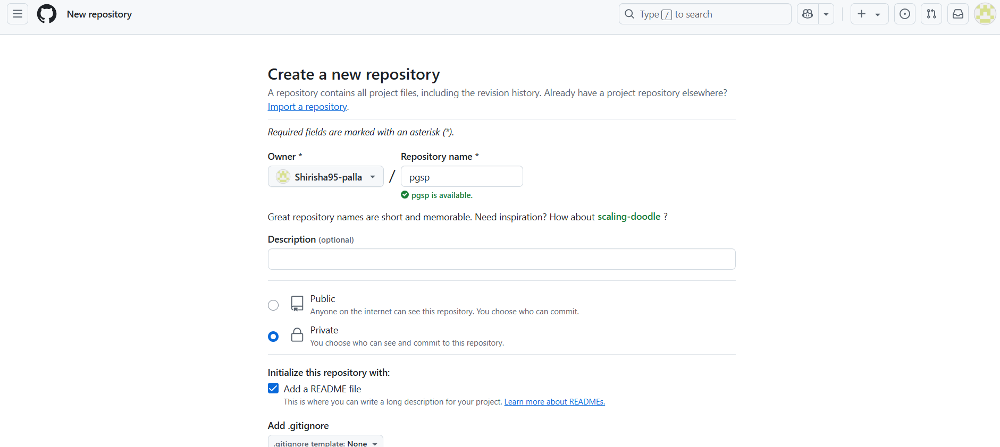 New repository
Type / to search
Create a new repository
A repository contains all project files, including the revision history. Already have a project repository elsewhere?
Import a repository.
Required fields are marked with an asterisk (*).
Owner * Repository name *
Shirisha95-palla / pgsp
pgsp is available.
Great repository names are short and memorable. Need inspiration? How about scaling-doodle ?
Description (optional)
Public
Anyone on the internet can see this repository. You choose who can commit.
Private
You choose who can see and commit to this repository.
Initialize this repository with:
Add a README file
This is where you can write a long description for your project. Learn more about READMEs.
Add .gitignore
.gitignore template: None